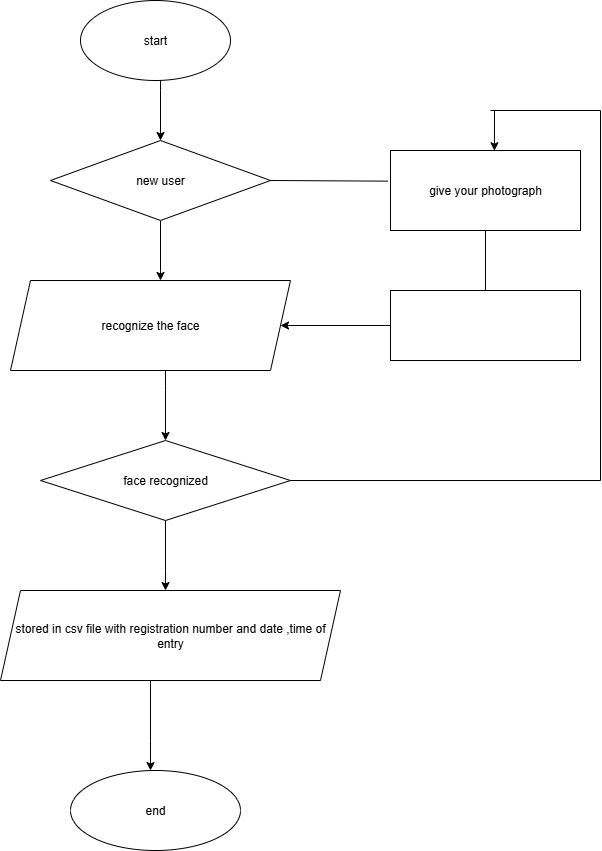 start
new user
give your photograph
recognize the face
face recognized
stored in csv file with registration number and date ,time of
entry
end